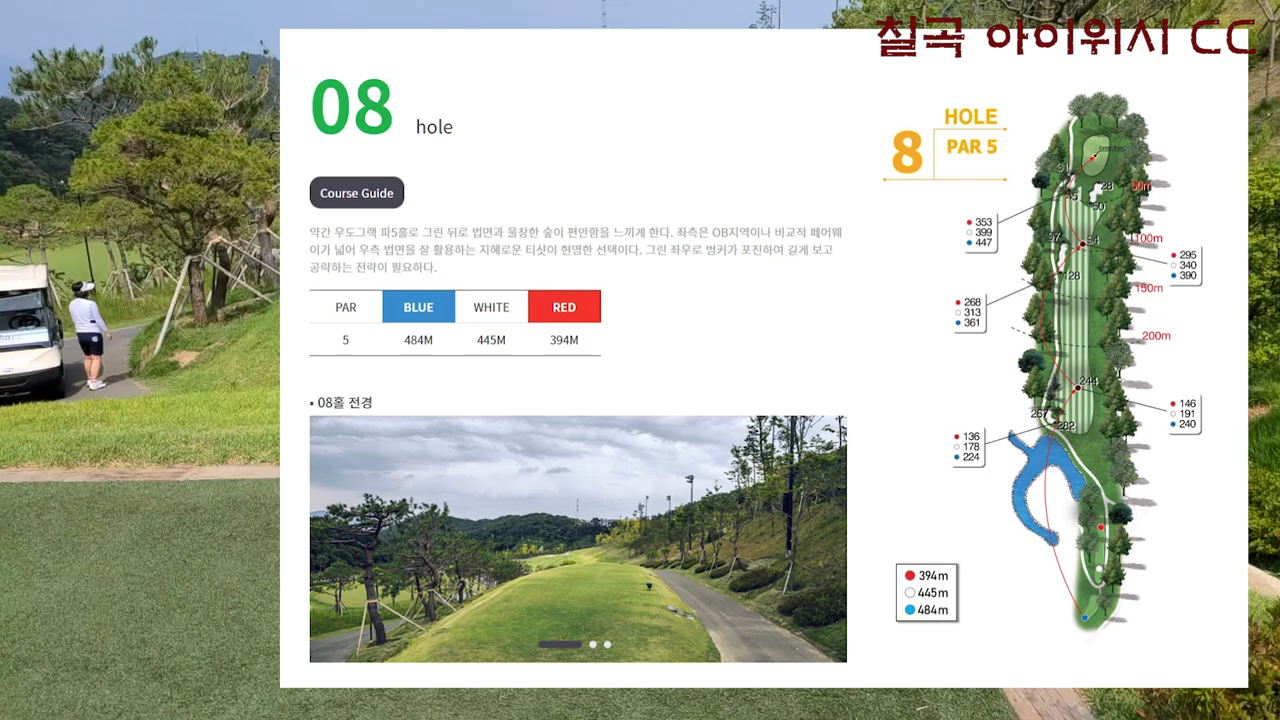 칠곡 아이위시 CC
08 hole
Course Guide
약간 우도그랙 파5홀로 그린 뒤로 법면과 울창한 숲이 편안함을 느끼게 한다. 좌측은 OB지역이나 비교적 페어웨
이가 넓어 우측 법면을 잘 활용하는 지혜로운 티샷이 현명한 선택이다. 그린 좌우로 벙커가 포진하여 길게 보고
공략하는 전략이 필요하다.
PAR BLUE WHITE RED
5 484M 445M 394M
• 08홀 전경
HOLE
8 PAR 5
31
28
50m
50
353
399
447
37
64
100m
295
340
390
128
150m
268
313
361
200m
244
146
191
240
267
282
136
178
224
394m
445m
484m